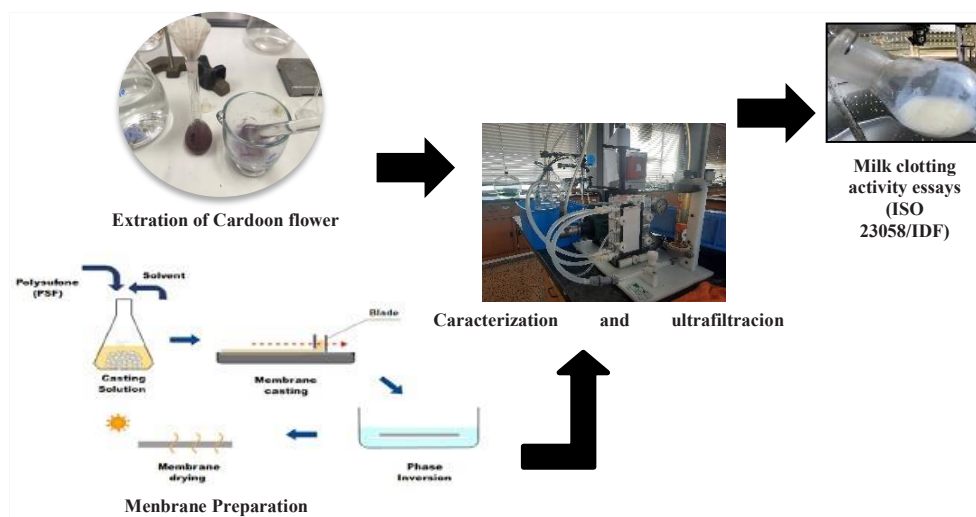 Extration of Cardoon flower
Milk clotting
activity essays
(ISO
23058/IDF)
Caracterization and ultrafiltracion
Polysufone
(PSF)
Solvent
Casting
Solution
Blade
Membrane
casting
Phase
Inversion
Membrane
drying
Menbrane Preparation